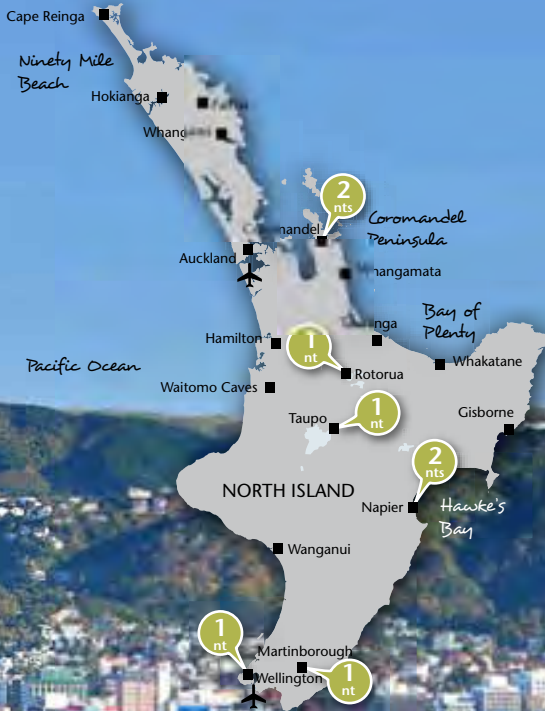 Cape Reinga
Ninety Mile
Beach
Hokianga
2
nts
Coromandel
Peninsula
Auckland
Bay of
Plenty
Hamilton
1
nt
Whakatane
Pacific Ocean
Rotorua
Waitomo Caves
1
nt
Taupo
Gisborne
2
nts
NORTH ISLAND
Napier
Hawke's
Bay
Wanganui
1
nt
Martinborough
Wellington
1
nt